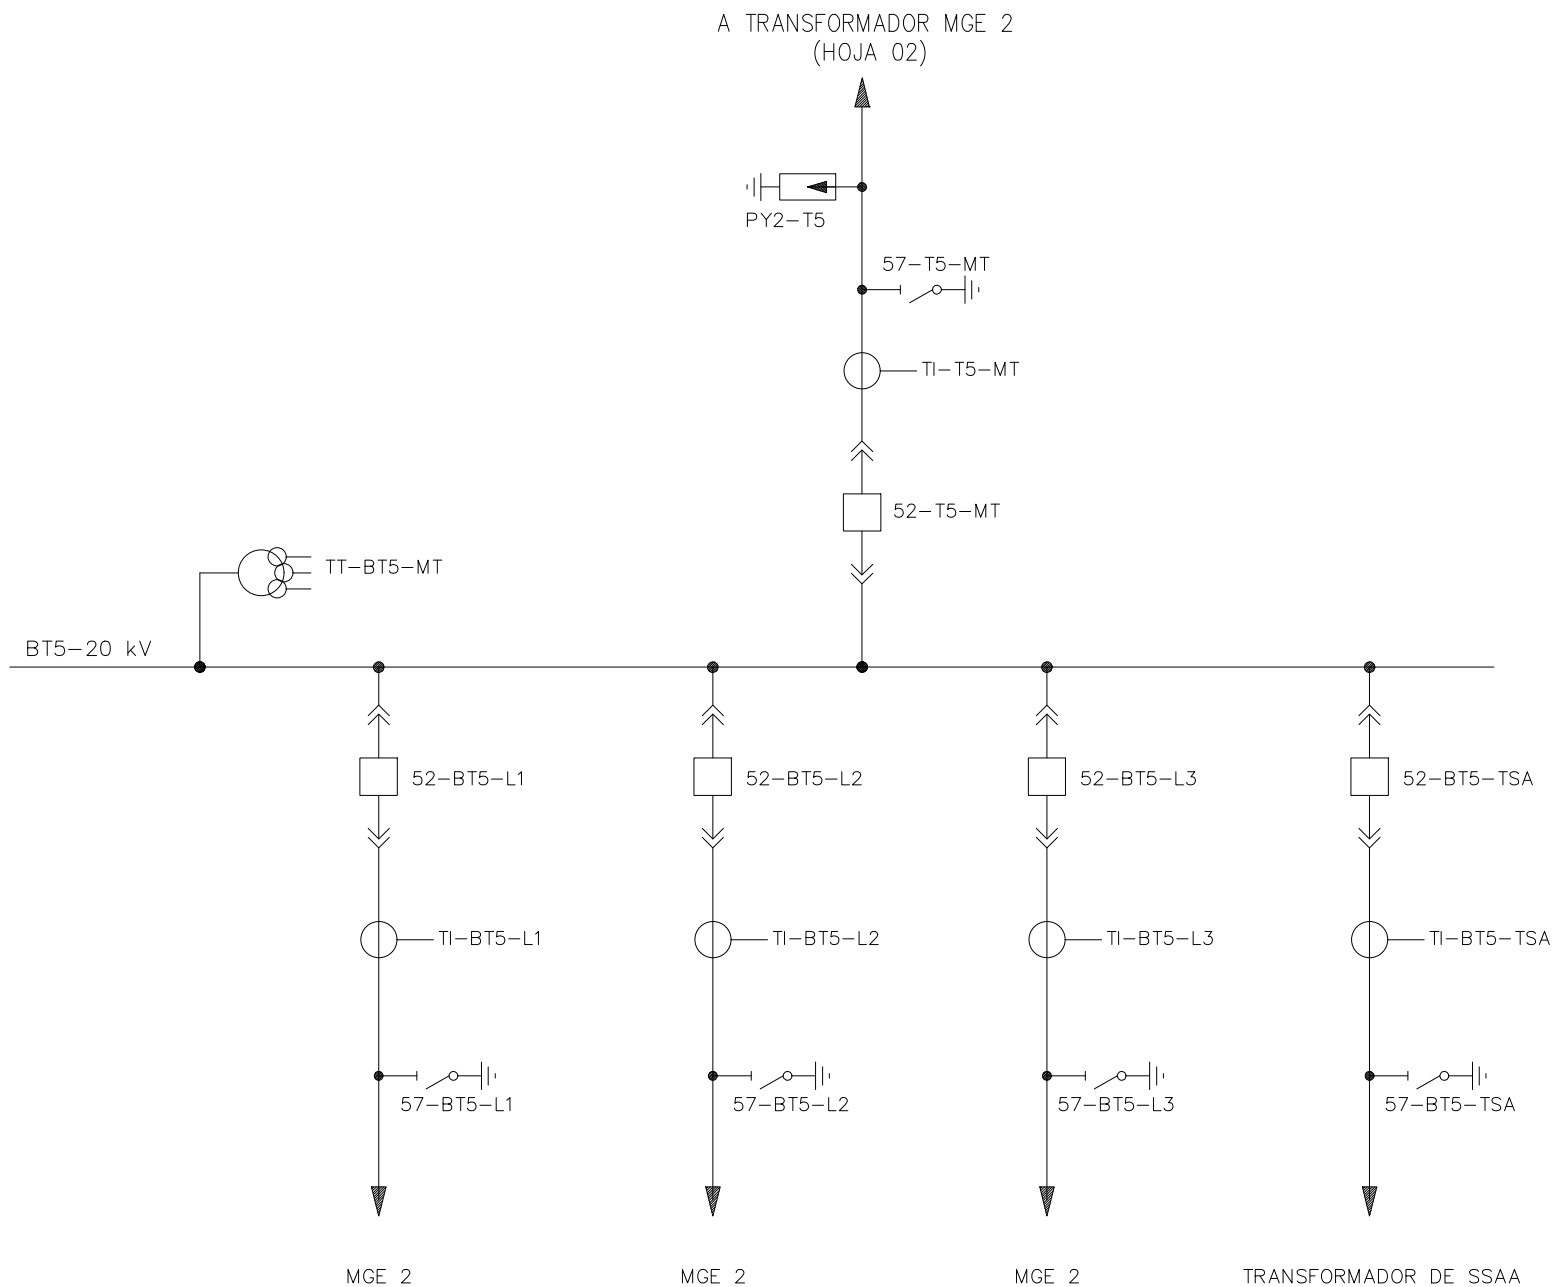 A TRANSFORMADOR MGE 2
(HOJA 02)
PY2-T5
57-T5-MT
TI-T5-MT
52-T5-MT
TT-BT5-MT
BT5-20 kV
52-BT5-L1
52-BT5-L2
52-BT5-L3
52-BT5-TSA
TI-BT5-L1
TI-BT5-L2
TI-BT5-L3
TI-BT5-TSA
57-BT5-L1
57-BT5-L2
57-BT5-L3
57-BT5-TSA
MGE 2
MGE 2
MGE 2
TRANSFORMADOR DE SSAA